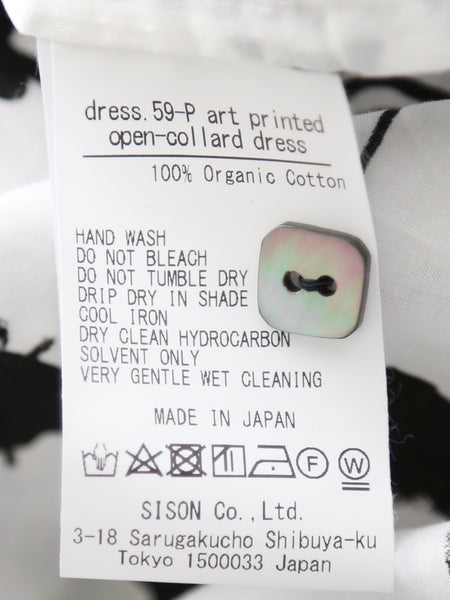 dress.59-P art printed
open-collard dress
100% Organic Cotton
HAND WASH
DO NOT BLEACH
DO NOT TUMBLE DRY
DRIP DRY IN SHADE
COOL IRON
DRY CLEAN HYDROCARBON
SOLVENT ONLY
VERY GENTLE WET CLEANING
MADE IN JAPAN
F W
SISON Co.,Ltd.
3-18 Sarugakucho Shibuya-ku
Tokyo 1500033 Japan